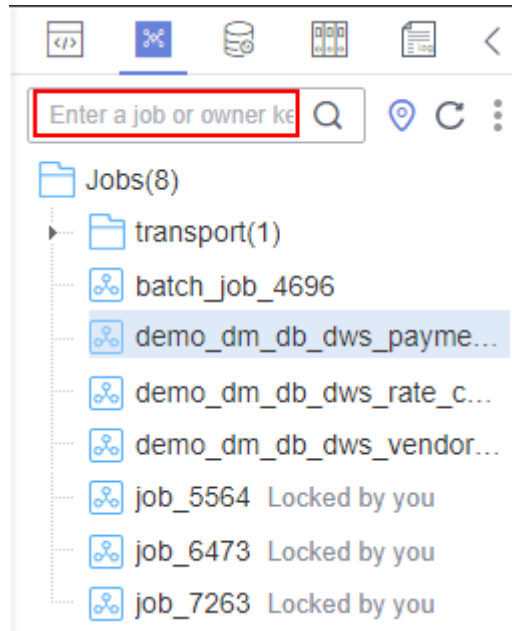 </>
log
Enter a job or owner ke
Jobs(8)
transport(1)
batch_job_4696
demo_dm_db_dws_payme...
demo_dm_db_dws_rate_c...
demo_dm_db_dws_vendor...
job_5564 Locked by you
job_6473 Locked by you
job_7263 Locked by you